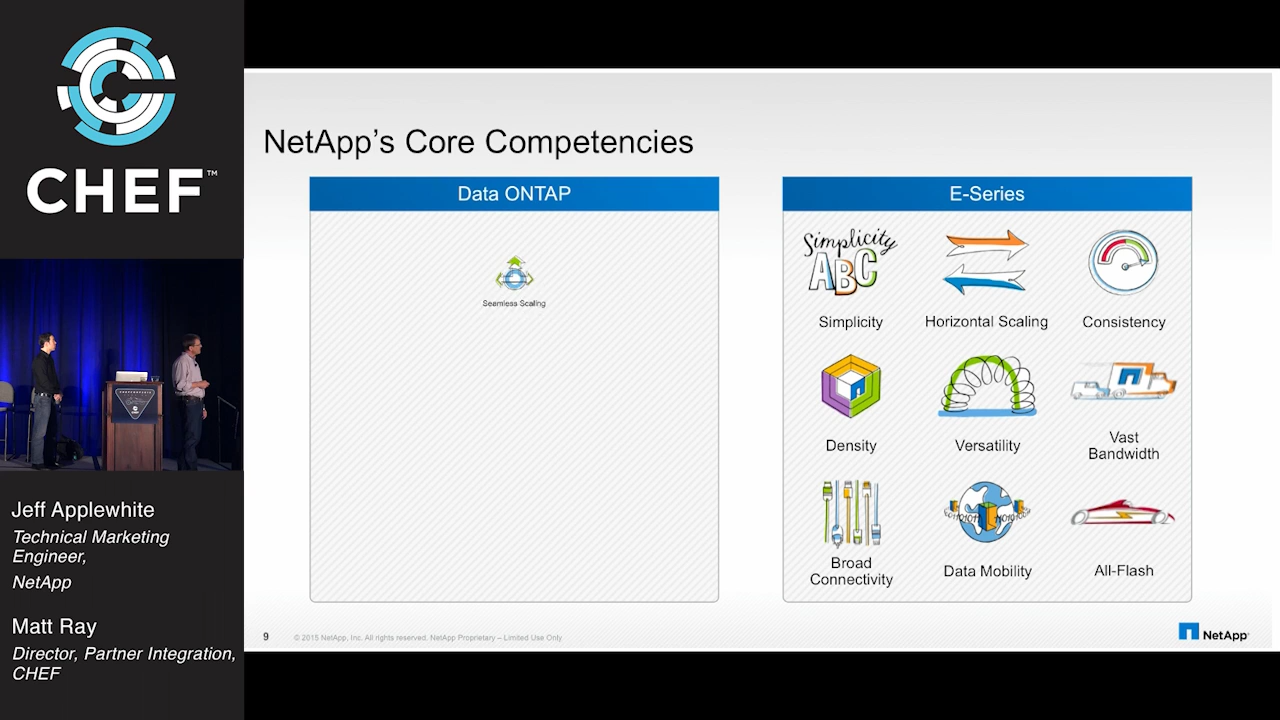 CHEF™
Jeff Applewhite
Technical Marketing
Engineer,
NetApp
Matt Ray
Director, Partner Integration,
CHEF
NetApp's Core Competencies
Data ONTAP
Seamless Scaling
E-Series
Simplicity
ABC
Simplicity
Horizontal Scaling
Consistency
Density
Versatility
Vast
Bandwidth
Broad
Connectivity
Data Mobility
All-Flash
9
© 2015 NetApp, Inc. All rights reserved. NetApp Proprietary – Limited Use Only
NetApp